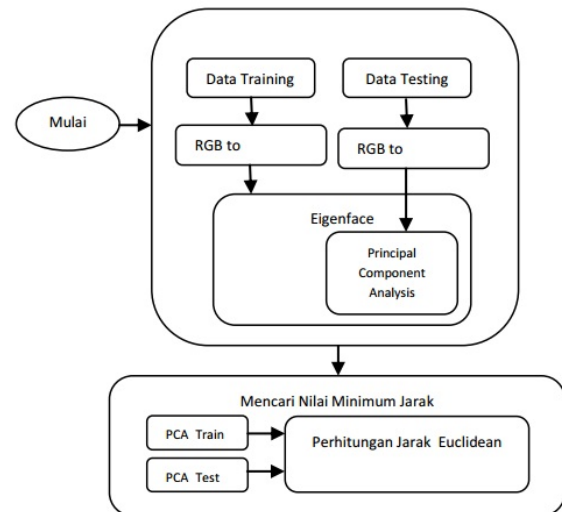 Data Training
Data Testing
Mulai
RGB to
RGB to
Eigenface
Principal
Component
Analysis
Mencari Nilai Minimum Jarak
PCA Train
Perhitungan Jarak Euclidean
PCA Test